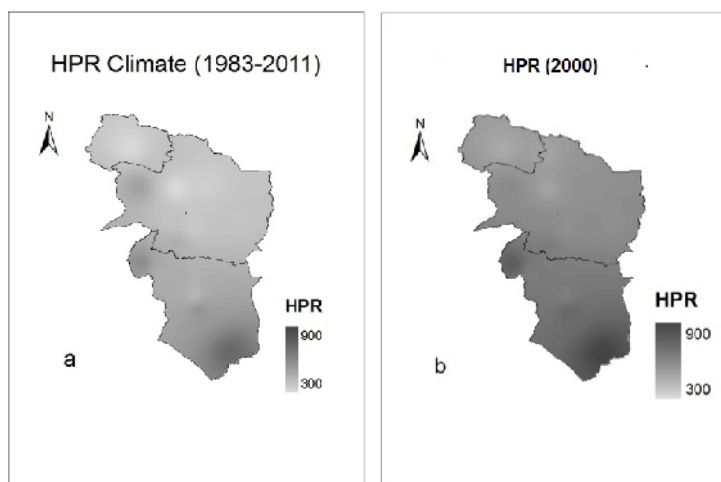 HPR Climate (1983-2011)
N
HPR
900
300
a
HPR (2000)
N
HPR
900
300
b